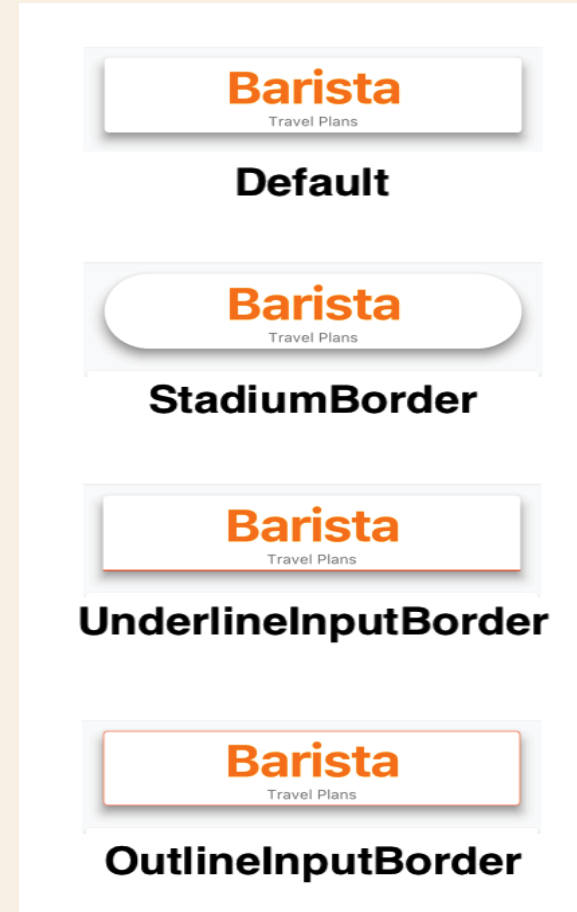 Barista
Travel Plans
Default
Barista
Travel Plans
StadiumBorder
Barista
Travel Plans
UnderlineInputBorder
Barista
Travel Plans
OutlineInputBorder